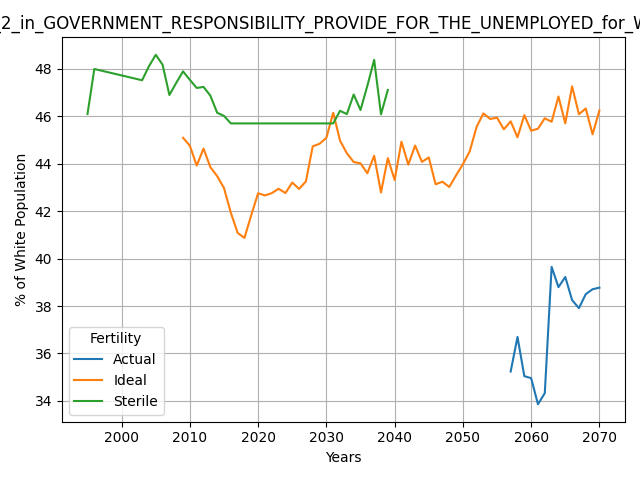 _2_in_GOVERNMENT_RESPONSIBILITY_PROVIDE_FOR_THE_UNEMPLOYED_for_W
% of White Population
48
46
44
42
40
38
36
34
Fertility
Actual
Ideal
Sterile
2000 2010 2020 2030 2040 2050 2060 2070
Years